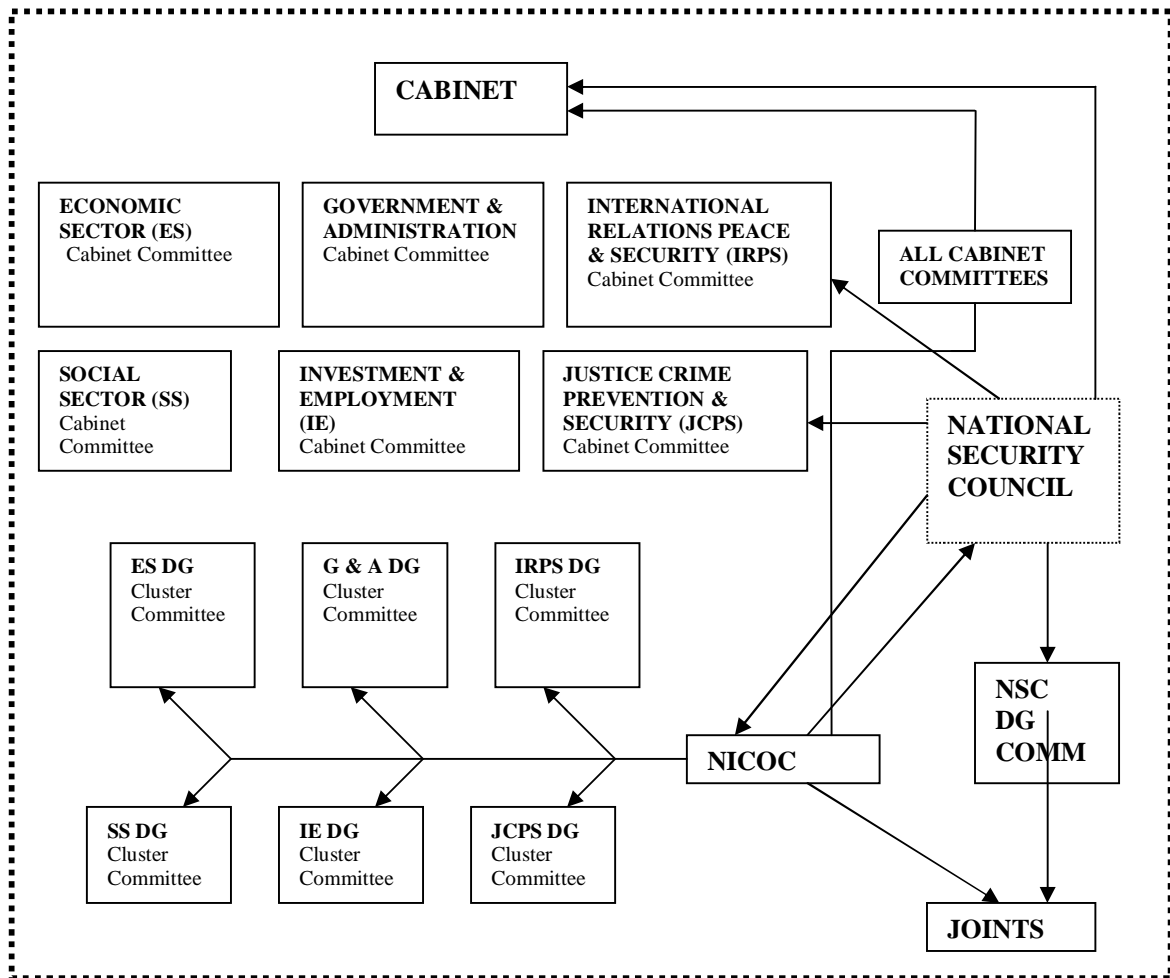 CABINET
ECONOMIC
SECTOR (ES)
Cabinet Committee
GOVERNMENT &
ADMINISTRATION
Cabinet Committee
INTERNATIONAL
RELATIONS PEACE
& SECURITY (IRPS)
Cabinet Committee
ALL CABINET
COMMITTEES
SOCIAL
SECTOR (SS)
Cabinet
Committee
INVESTMENT &
EMPLOYMENT
(IE)
Cabinet Committee
JUSTICE CRIME
PREVENTION &
SECURITY (JCPS)
Cabinet Committee
NATIONAL
SECURITY
COUNCIL
ES DG
Cluster
Committee
G & A DG
Cluster
Committee
IRPS DG
Cluster
Committee
NSC
DG
COMM
NICOC
SS DG
Cluster
Committee
IE DG
Cluster
Committee
JCPS DG
Cluster
Committee
JOINTS